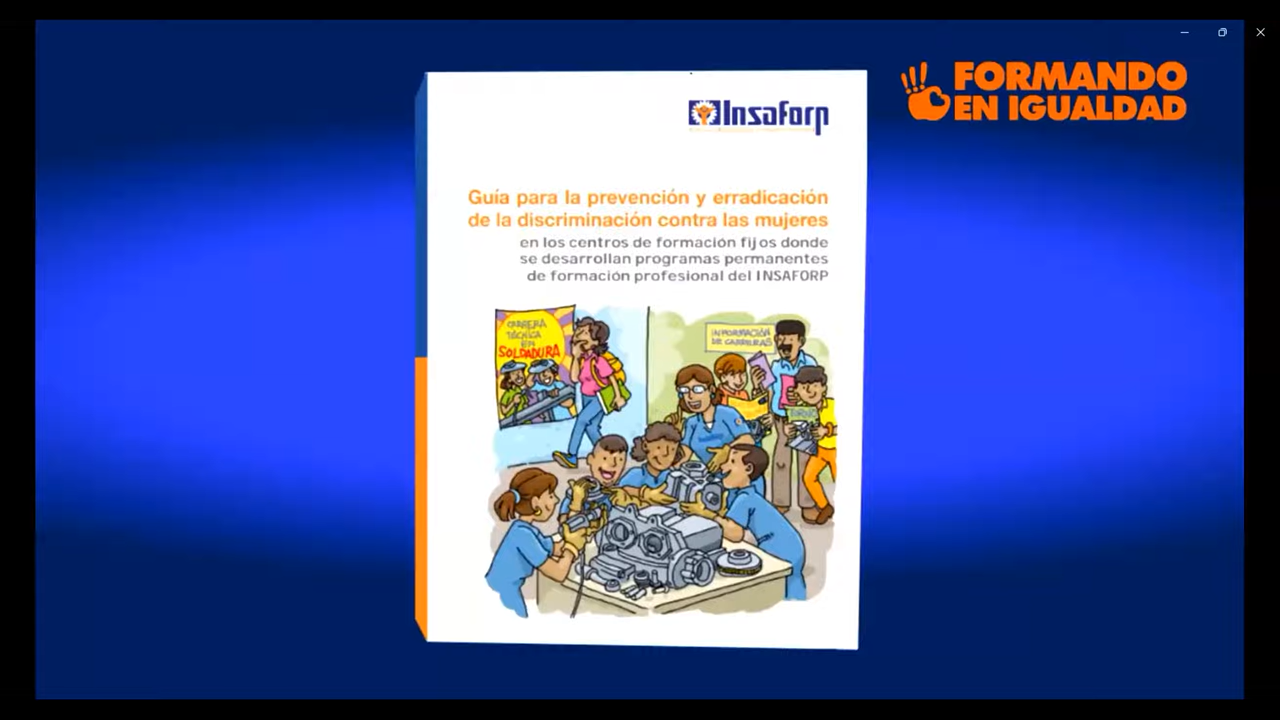 FORMANDO
EN IGUALDAD
Insaforp
Guía para la prevención y erradicación
de la discriminación contra las mujeres
en los centros de formación fijos donde
se desarrollan programas permanentes
de formación profesional del INSAFORP
CARRERA
TÉCNICA
EN
SOLDADURA
INFORMACIÓN
DE CARRERAS